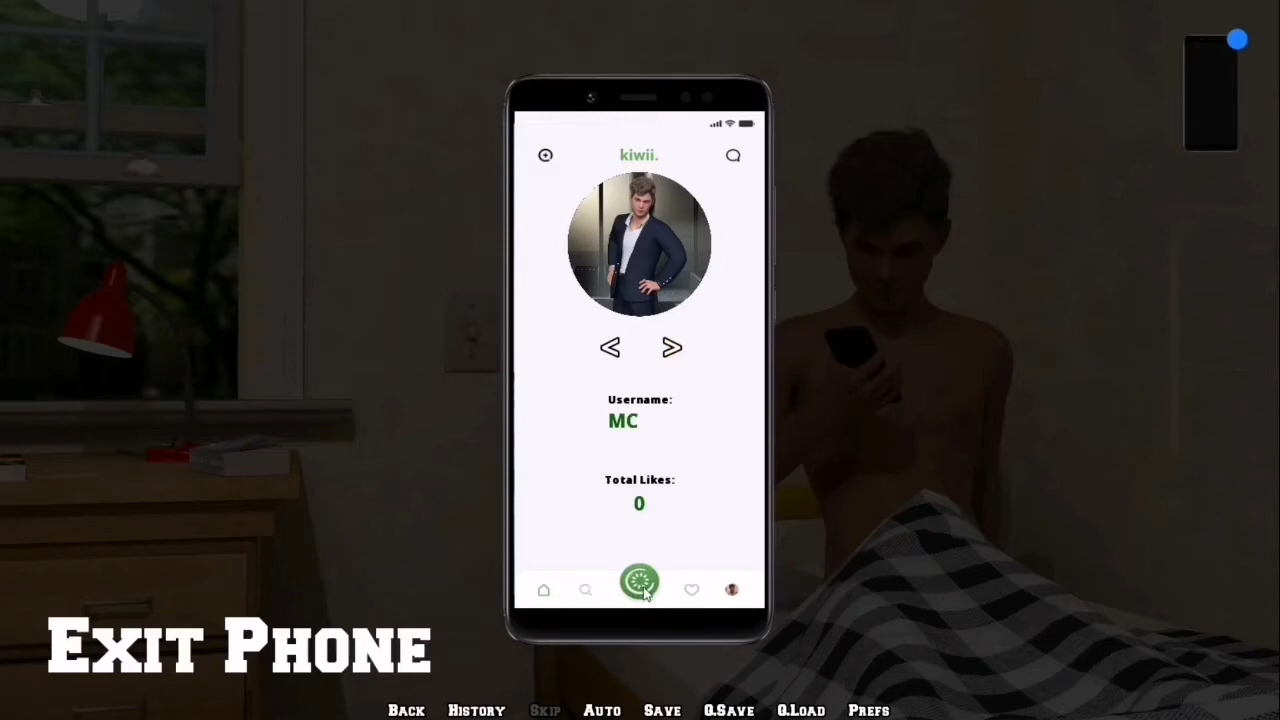 kiwii.
Username:
MC
Total Likes:
0
Exit Phone
Back History Skip Auto Save Q.Save Q.Load Prefs